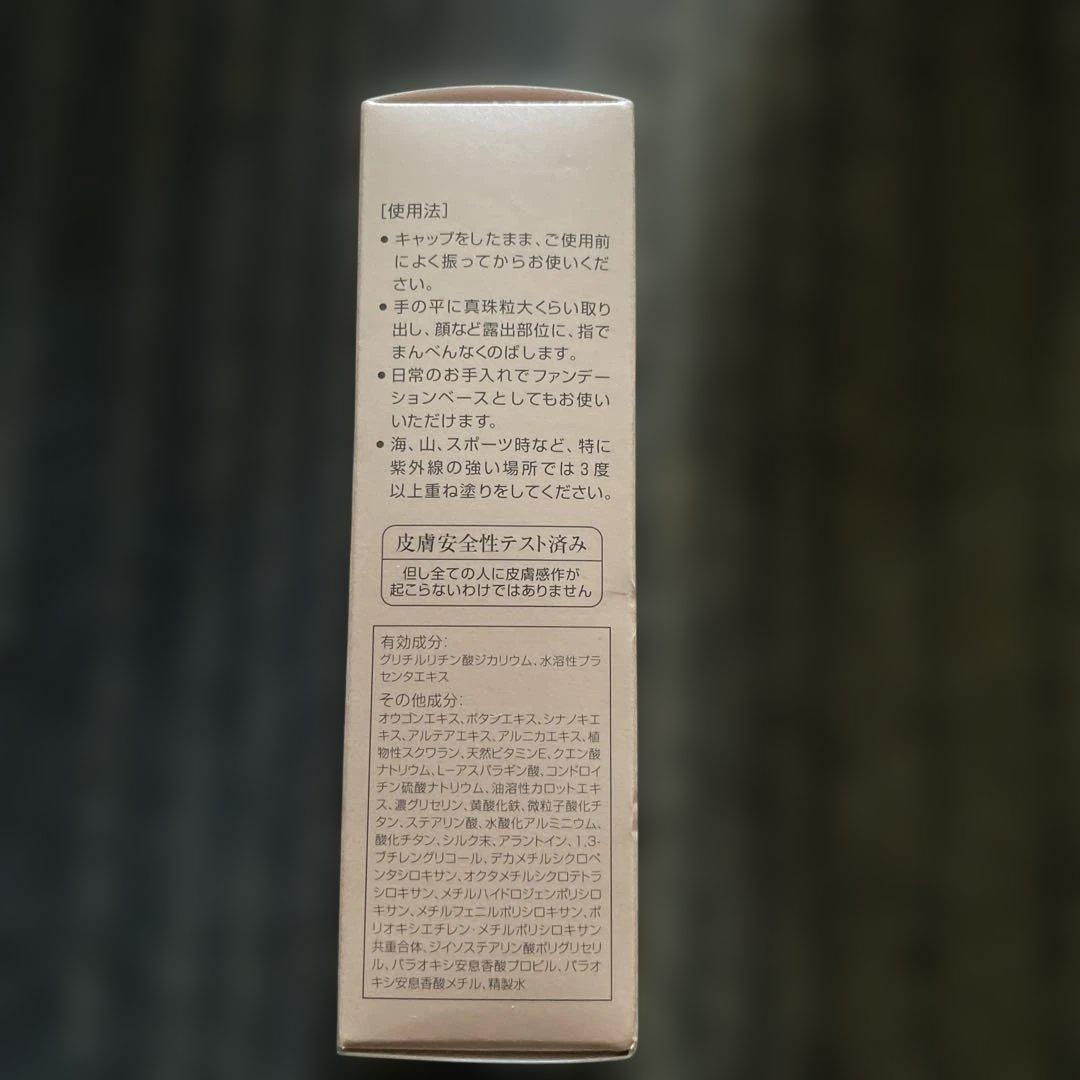 [使用法]
●キャップをしたまま、ご使用前
によく振ってからお使いくだ
さい。
●手の平に真珠粒大くらい取り
出し、顔など露出部位に、指で
まんべんなくのばします。
●日常のお手入れでファンデー
ションベースとしてもお使い
いただけます。
●海、山、スポーツ時など、特に
紫外線の強い場所では3度
以上重ね塗りをしてください。
皮膚安全性テスト済み
但し全ての人に皮膚感作が
起こらないわけではありません
有効成分:
グリチルリチン酸ジカリウム、水溶性プラ
センタエキス
その他成分:
オウゴンエキス、ボタンエキス、シナノキエ
キス、アルテアエキス、アルニカエキス、植
物性スクワラン、天然ビタミンE、クエン酸
ナトリウム、L−アスパラギン酸、コンドロイ
チン硫酸ナトリウム、油溶性カロットエキ
ス、濃グリセリン、黄酸化鉄、微粒子酸化チ
タン、ステアリン酸、水酸化アルミニウム、
酸化チタン、シルク末、アラントイン、1.3-
ブチレングリコール、デカメチルシクロペ
ンタシロキサン、オクタメチルシクロテトラ
シロキサン、メチルハイドロジェンポリシロ
キサン、メチルフェニルポリシロキサン、ポ
リオキシエチレン・メチルポリシロキサン
共重合体、ジイソステアリン酸ポリグリセリ
ル、パラオキシ安息香酸プロピル、パラオ
キシ安息香酸メチル、精製水